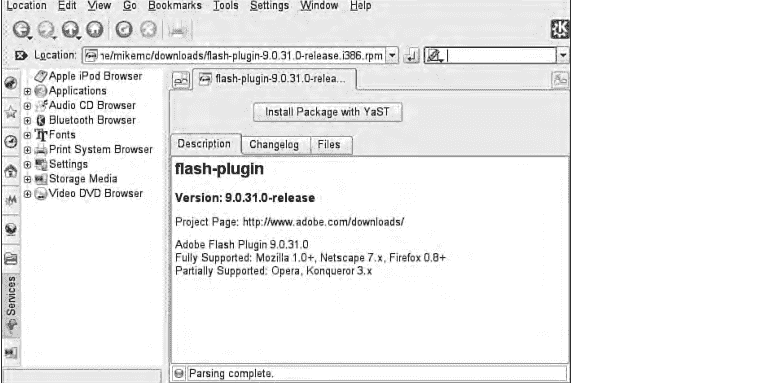 Location Edit View Go Bookmarks Tools Settings Window Help
Location: ne/mikemc/downloads/flash-plugin-9.0.31.0-release.i386.rpm
Apple iPod Browser
Applications
Audio CD Browser
Bluetooth Browser
Fonts
Print System Browser
Settings
Storage Media
Video DVD Browser
Services
flash-plugin-9.0.31.0-relea...
Install Package with YaST
Description Changelog Files
flash-plugin
Version: 9.0.31.0-release
Project Page: http://www.adobe.com/downloads/
Adobe Flash Plugin 9.0.31.0
Fully Supported: Mozilla 1.0+, Netscape 7.x, Firefox 0.8+
Partially Supported: Opera, Konqueror 3.x
Parsing complete.